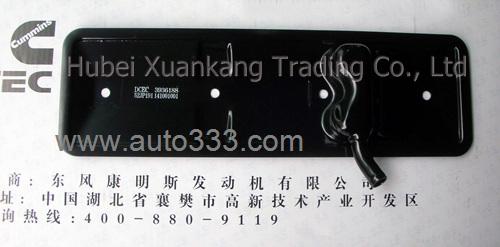 Cummins
TEC
Hubei Xuankang Trading Co., Ltd
DCEC 3936188
52JP191141001001
www.auto333.com
商：东风康明斯发动机有限公司
址：中国湖北省襄樊市高新技术产业开发区
询热线：400-880-9119